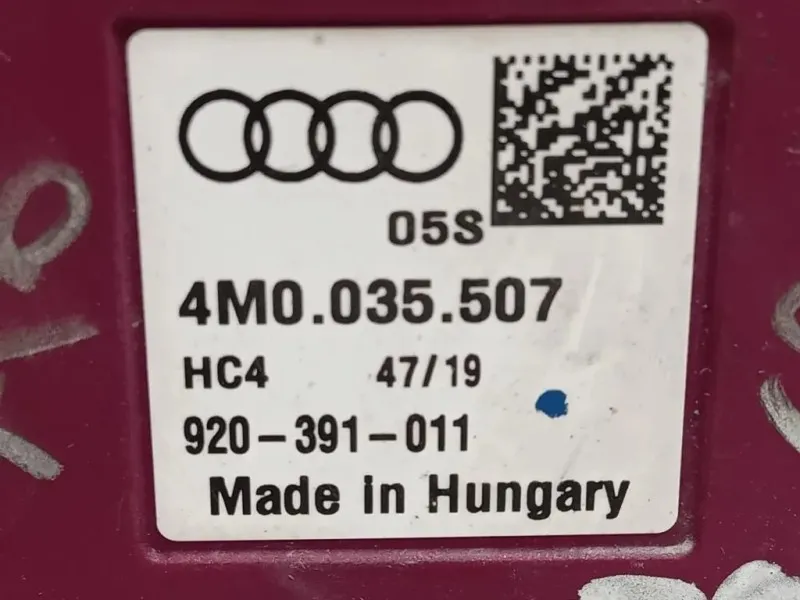 05S
4M0.035.507
HC4 47/19
920-391-011
Made in Hungary